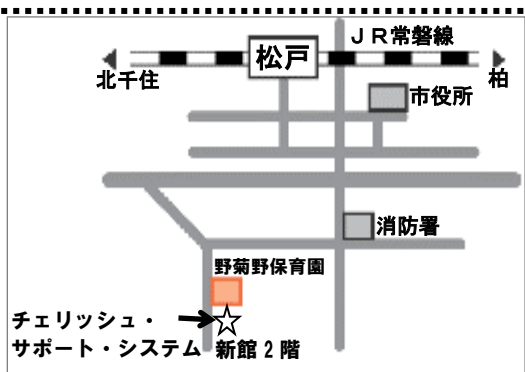 ＪＲ常磐線
松戸
北千住
柏
市役所
消防署
野菊野保育園
チェリッシュ・
サポート・システム
新館２階